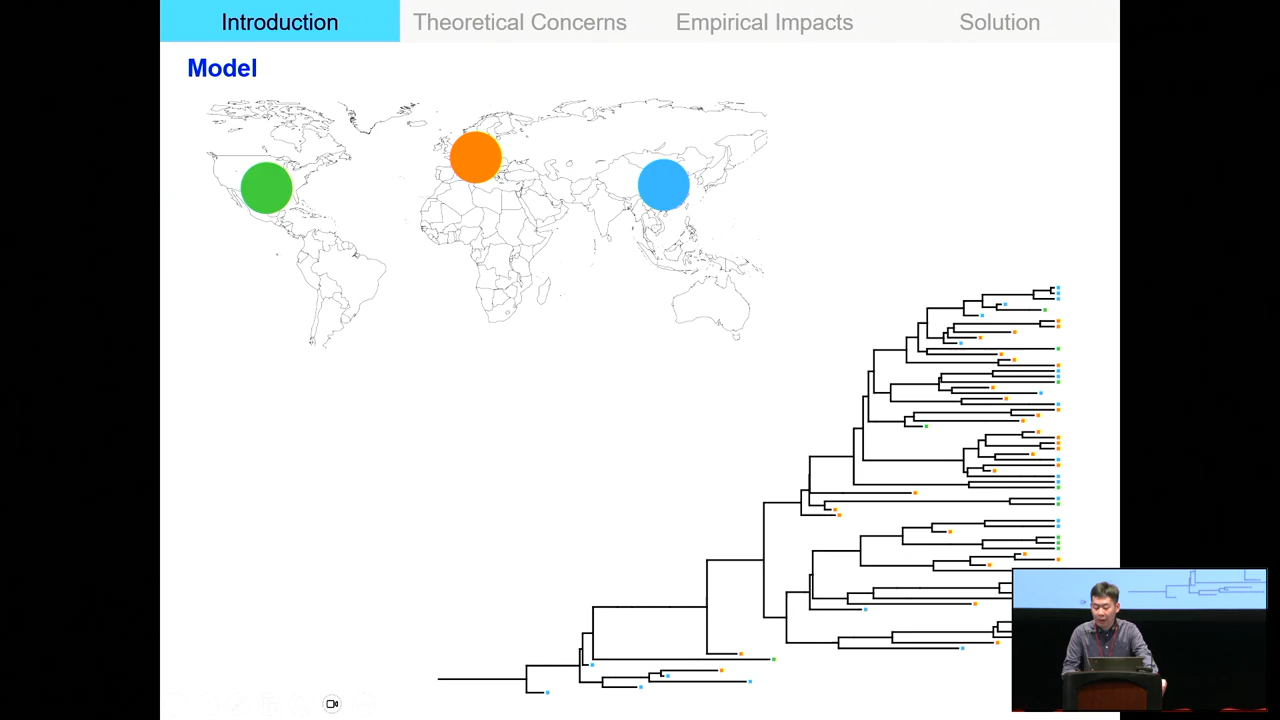 Introduction
Theoretical Concerns
Empirical Impacts
Solution
Model